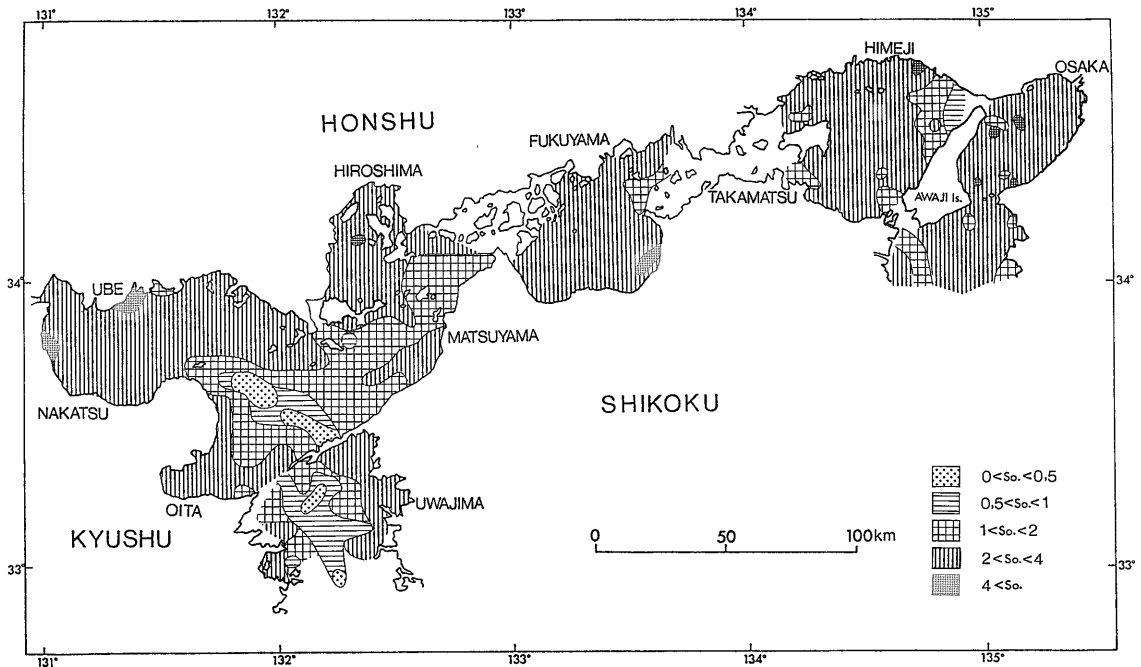 131° 132° 133° 134° 135°
HIMEJI
OSAKA
HONSHU
FUKUYAMA
HIROSHIMA
TAKAMATSU
AWAJI Is.
34° 34°
UBE
MATSUYAMA
NAKATSU
SHIKOKU
OITA
UWAJIMA
KYUSHU
0<So.<0,5
0,5<So.<1
1<So.<2
2<So.<4
4<So.
0 50 100km
33° 33°
131° 132° 133° 134° 135°